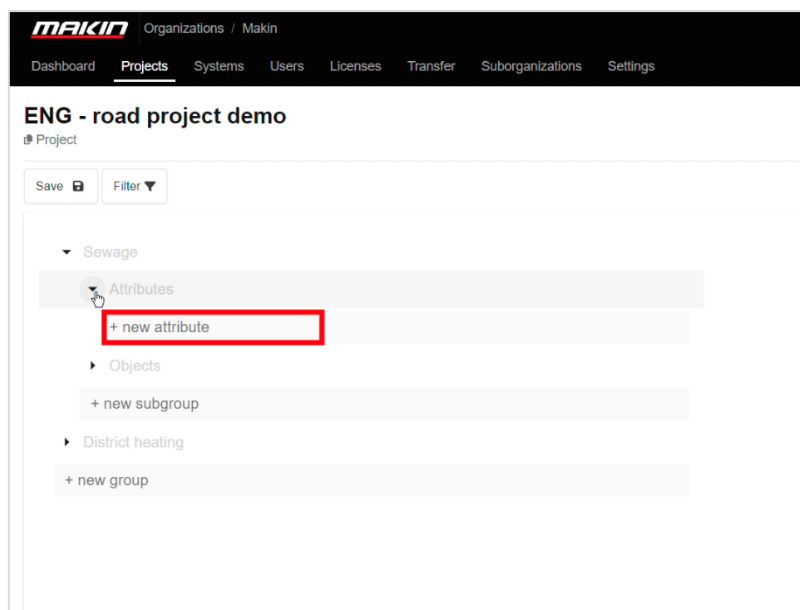 MAKIN Organizations / Makin
Dashboard Projects Systems Users Licenses Transfer Suborganizations Settings
ENG - road project demo
Project
Save Filter
Sewage
Attributes
+ new attribute
Objects
+ new subgroup
District heating
+ new group